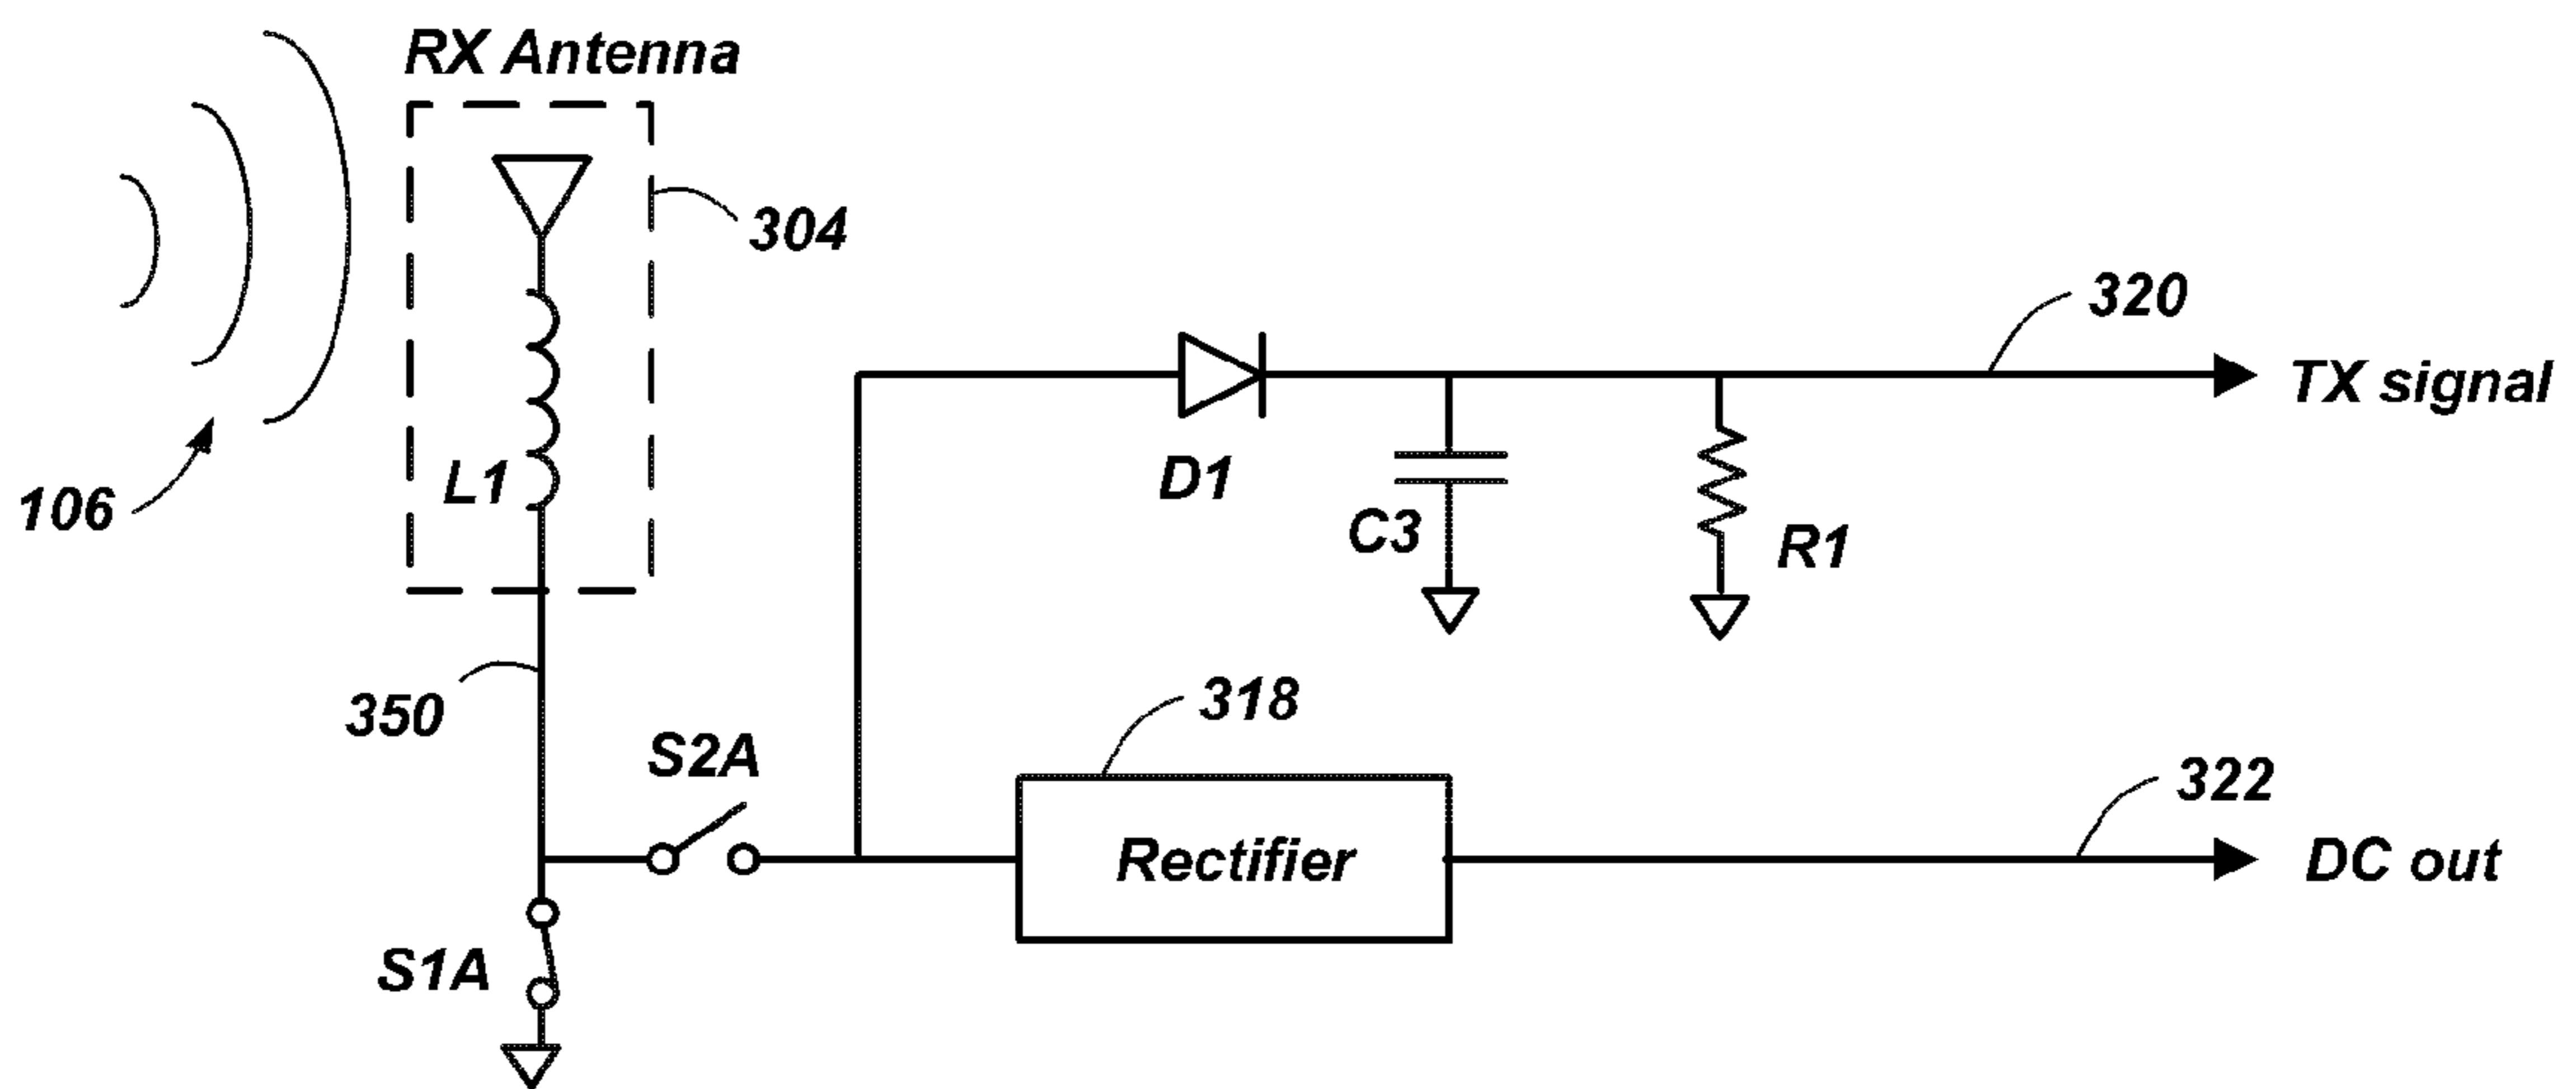 RX Antenna
304
320
TX signal
L1
D1
106
C3
R1
318
350
S2A
322
Rectifier
DC out
S1A